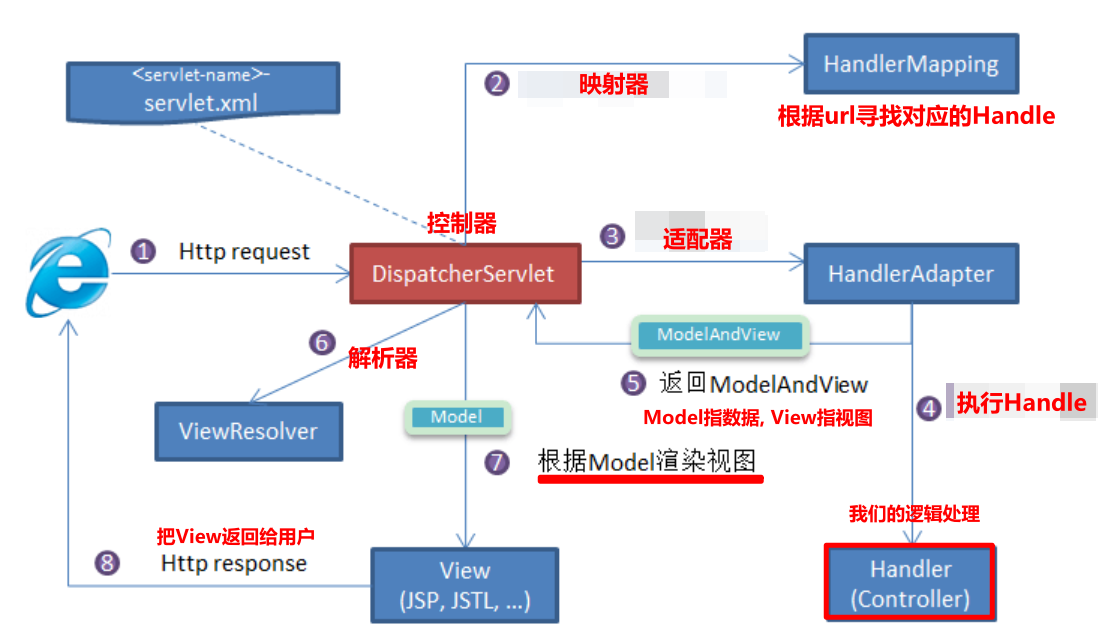 <servlet-name>-
servlet.xml
② 映射器
HandlerMapping
根据url寻找对应的Handle
① Http request
控制器
DispatcherServlet
③ 适配器
HandlerAdapter
⑥ 解析器
ModelAndView
⑤ 返回ModelAndView
Model指数据, View指视图
④ 执行Handle
ViewResolver
Model
⑦ 根据Model渲染视图
我们的逻辑处理
把View返回给用户
⑧ Http response
View
(JSP, JSTL, ...)
Handler
(Controller)